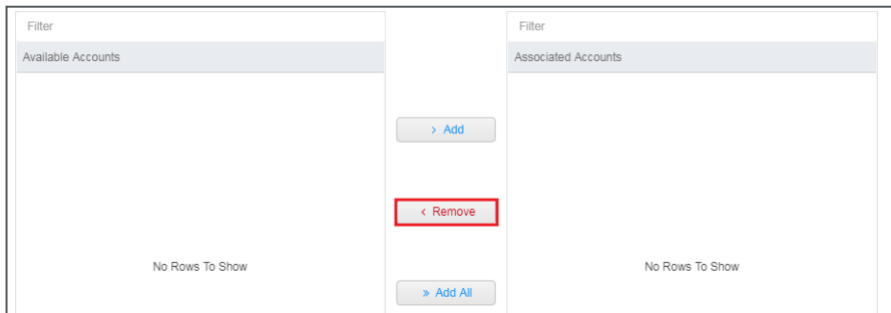 Filter
Available Accounts
No Rows To Show
> Add
< Remove
» Add All
Filter
Associated Accounts
No Rows To Show